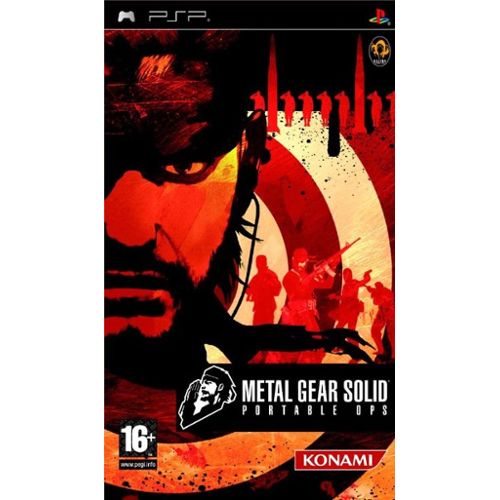 PSP
METAL GEAR SOLID
PORTABLE OPS
16+
www.pegi.info
KONAMI